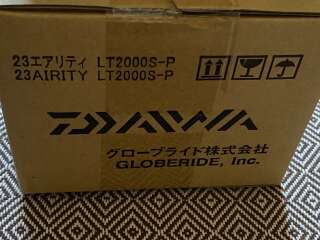 23エアリティ LT2000S-P
23AIRITY LT2000S-P
DAIWA
グローブライド株式会社
GLOBERIDE, Inc.